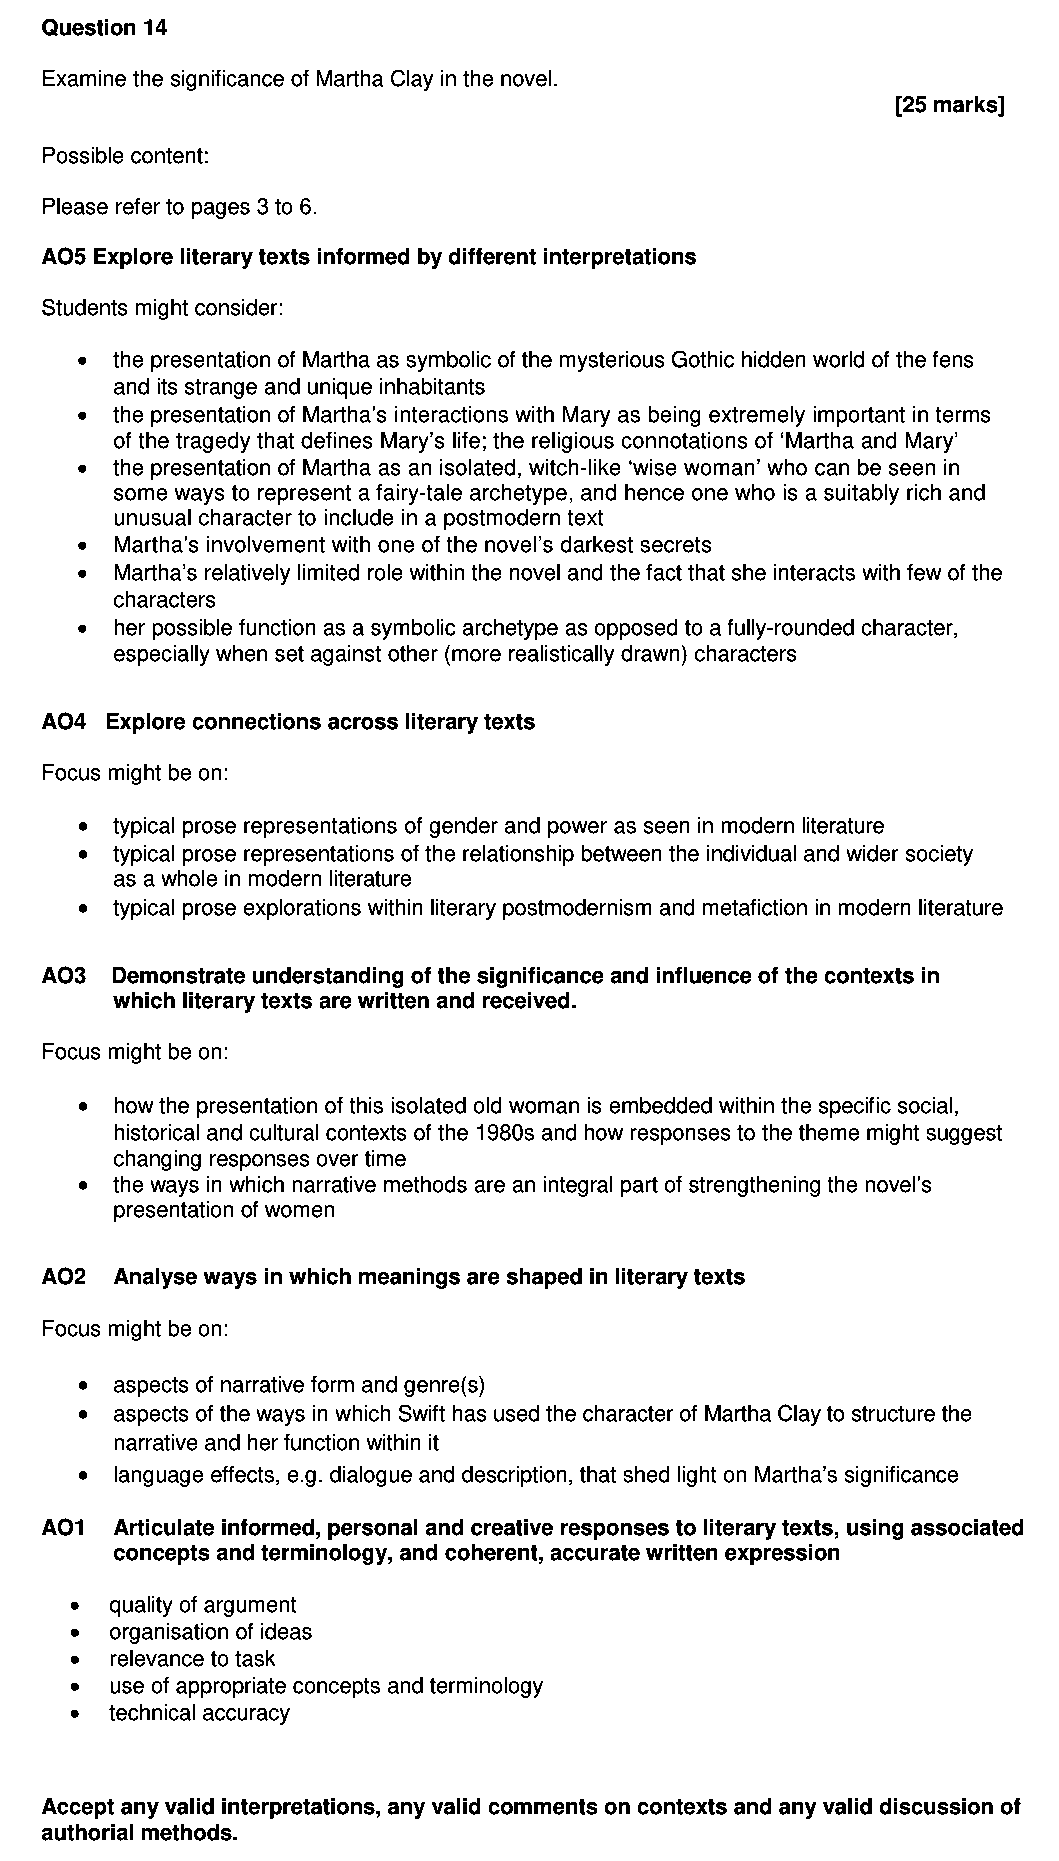 Question 14
Examine the significance of Martha Clay in the novel.
[25 marks]
Possible content:
Please refer to pages 3 to 6.
AO5 Explore literary texts informed by different interpretations
Students might consider:
• the presentation of Martha as symbolic of the mysterious Gothic hidden world of the fens
and its strange and unique inhabitants
• the presentation of Martha's interactions with Mary as being extremely important in terms
of the tragedy that defines Mary's life; the religious connotations of 'Martha and Mary'
• the presentation of Martha as an isolated, witch-like 'wise woman' who can be seen in
some ways to represent a fairy-tale archetype, and hence one who is a suitably rich and
unusual character to include in a postmodern text
• Martha's involvement with one of the novel's darkest secrets
• Martha's relatively limited role within the novel and the fact that she interacts with few of the
characters
• her possible function as a symbolic archetype as opposed to a fully-rounded character,
especially when set against other (more realistically drawn) characters
AO4 Explore connections across literary texts
Focus might be on:
• typical prose representations of gender and power as seen in modern literature
• typical prose representations of the relationship between the individual and wider society
as a whole in modern literature
• typical prose explorations within literary postmodernism and metafiction in modern literature
AO3 Demonstrate understanding of the significance and influence of the contexts in
which literary texts are written and received.
Focus might be on:
• how the presentation of this isolated old woman is embedded within the specific social,
historical and cultural contexts of the 1980s and how responses to the theme might suggest
changing responses over time
• the ways in which narrative methods are an integral part of strengthening the novel's
presentation of women
AO2 Analyse ways in which meanings are shaped in literary texts
Focus might be on:
• aspects of narrative form and genre(s)
• aspects of the ways in which Swift has used the character of Martha Clay to structure the
narrative and her function within it
• language effects, e.g. dialogue and description, that shed light on Martha's significance
AO1 Articulate informed, personal and creative responses to literary texts, using associated
concepts and terminology, and coherent, accurate written expression
• quality of argument
• organisation of ideas
• relevance to task
• use of appropriate concepts and terminology
• technical accuracy
Accept any valid interpretations, any valid comments on contexts and any valid discussion of
authorial methods.